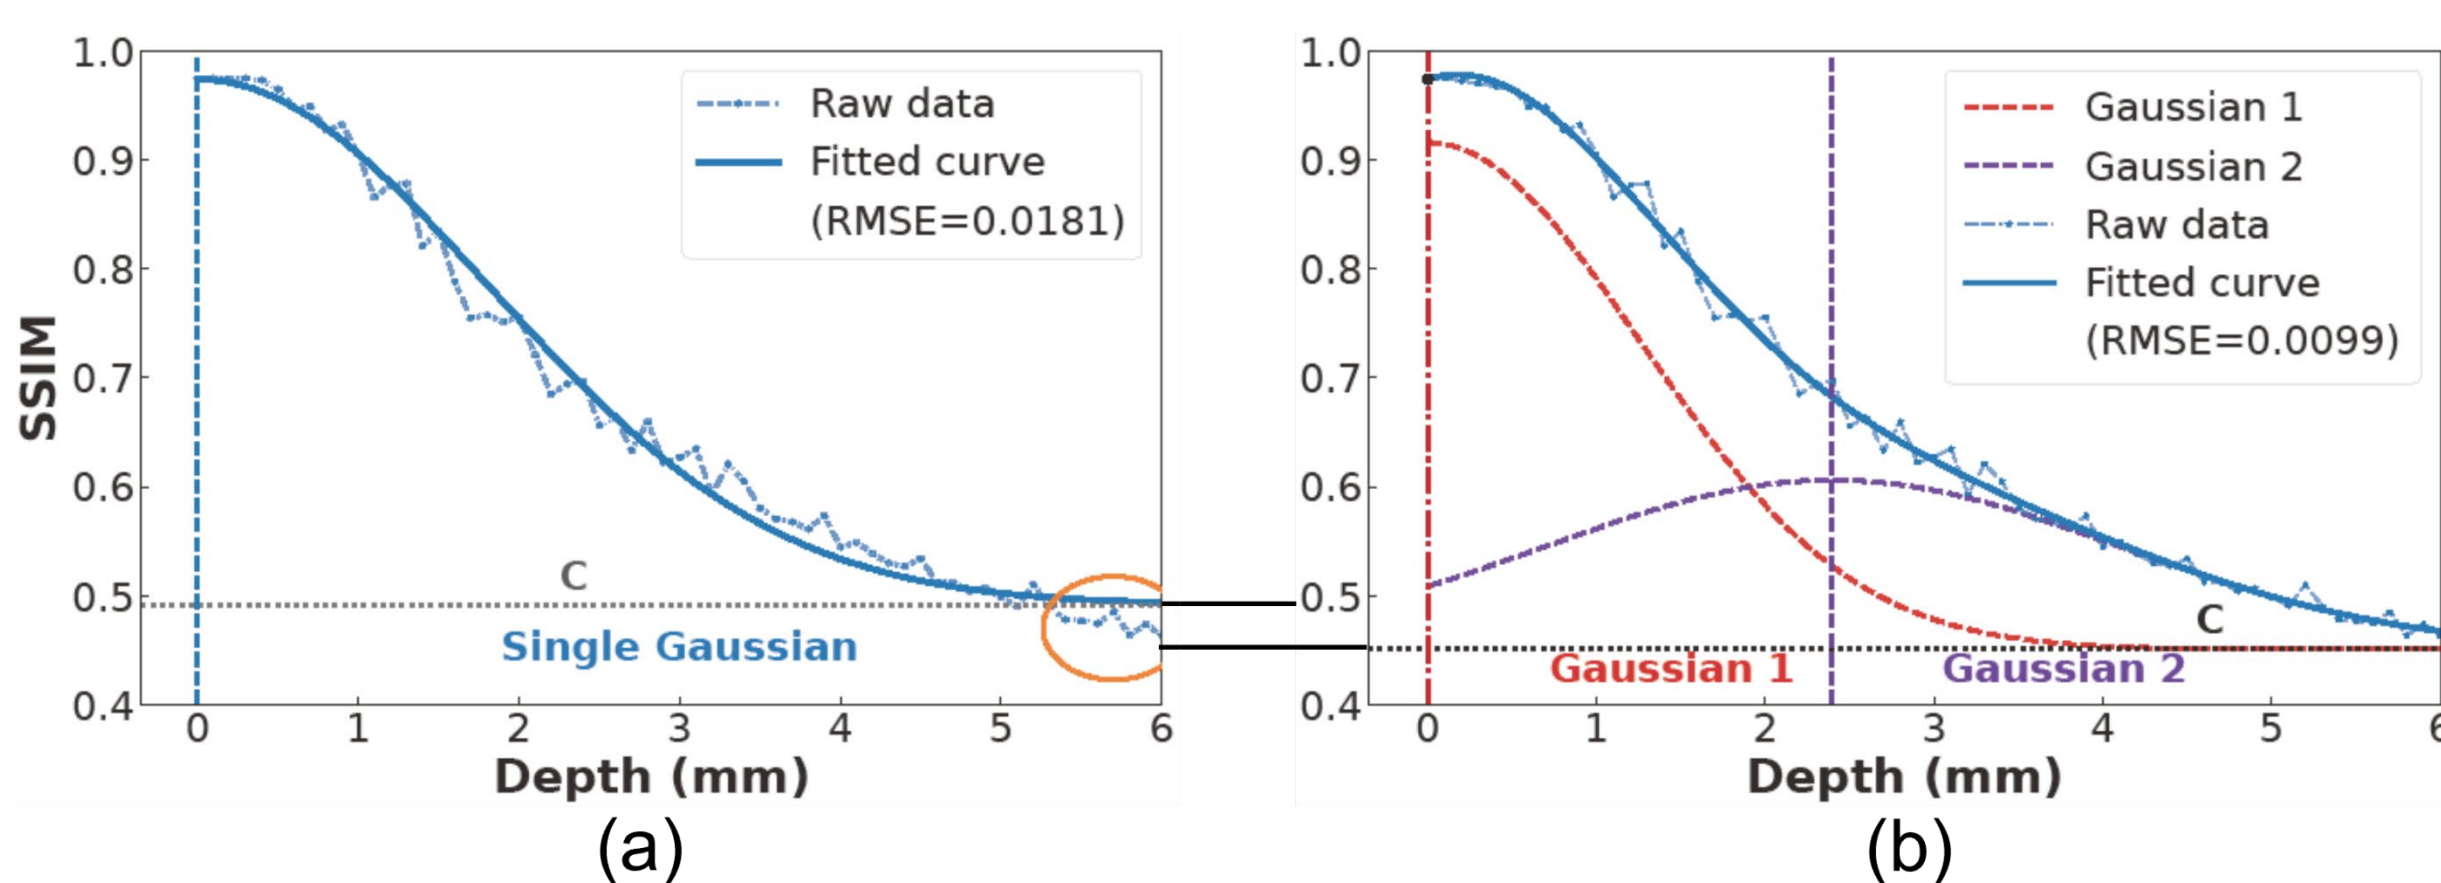 1.0
0.9
0.8
0.7
0.6
0.5
0.4
SSIM
Raw data
Fitted curve
(RMSE=0.0181)
C
Single Gaussian
0 1 2 3 4 5 6
Depth (mm)
(a)
1.0
0.9
0.8
0.7
0.6
0.5
0.4
Gaussian 1
Gaussian 2
Raw data
Fitted curve
(RMSE=0.0099)
C
Gaussian 1 Gaussian 2
0 1 2 3 4 5 6
Depth (mm)
(b)